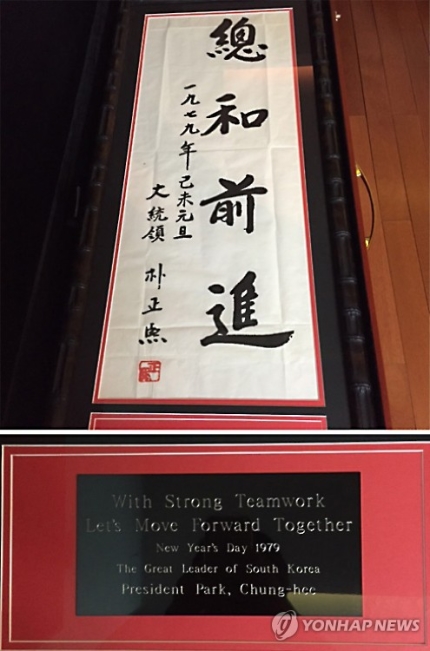 總和前進
一九七九年 己未元旦
大統領 朴正熙
With Strong Teamwork
Let's Move Forward Together
New Year's Day 1979
The Great Leader of South Korea
President Park, Chung-hee
YONHAP NEWS